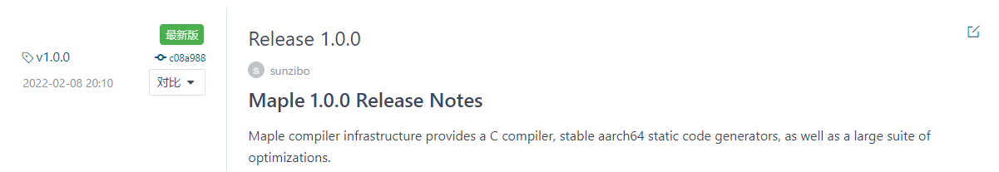 最新版
v1.0.0
c08a988
2022-02-08 20:10
对比
Release 1.0.0
s
sunzibo
Maple 1.0.0 Release Notes
Maple compiler infrastructure provides a C compiler, stable aarch64 static code generators, as well as a large suite of
optimizations.